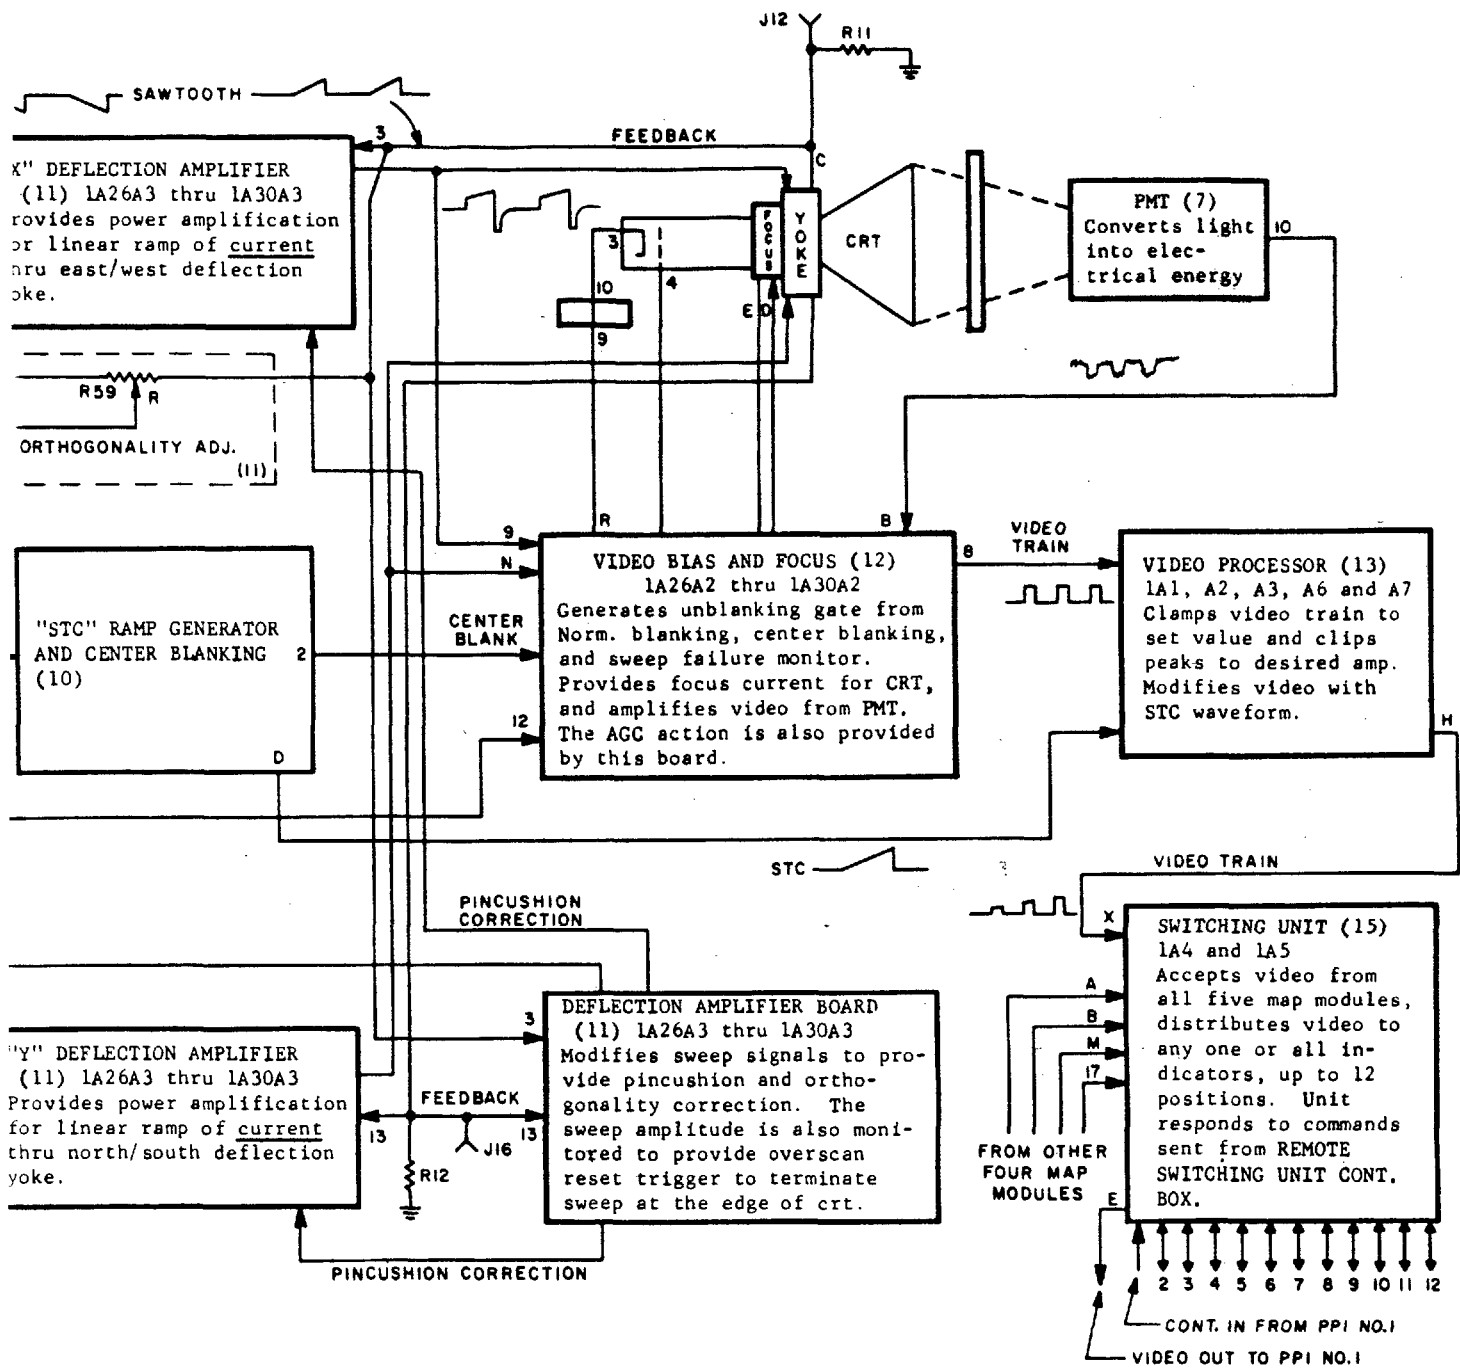 J12
R11
SAWTOOTH
3
FEEDBACK
C
X" DEFLECTION AMPLIFIER
(11) 1A26A3 thru 1A30A3
rovides power amplification
or linear ramp of current
hru east/west deflection
oke.
3
4
10
9
FOCUS
YOKE
E D
CRT
PMT (7)
Converts light
into elec-
trical energy
10
R59
R
ORTHOGONALITY ADJ.
(11)
R
B
9
N
CENTER
BLANK
12
"STC" RAMP GENERATOR
AND CENTER BLANKING
(10)
2
D
VIDEO BIAS AND FOCUS (12)
1A26A2 thru 1A30A2
Generates unblanking gate from
Norm. blanking, center blanking,
and sweep failure monitor.
Provides focus current for CRT,
and amplifies video from PMT.
The AGC action is also provided
by this board.
8
VIDEO
TRAIN
VIDEO PROCESSOR (13)
1A1, A2, A3, A6 and A7
Clamps video train to
set value and clips
peaks to desired amp.
Modifies video with
STC waveform.
H
STC
VIDEO TRAIN
PINCUSHION
CORRECTION
"Y" DEFLECTION AMPLIFIER
(11) 1A26A3 thru 1A30A3
Provides power amplification
for linear ramp of current
thru north/south deflection
yoke.
13
FEEDBACK
J16
R12
3
13
DEFLECTION AMPLIFIER BOARD
(11) 1A26A3 thru 1A30A3
Modifies sweep signals to pro-
vide pincushion and ortho-
gonality correction. The
sweep amplitude is also moni-
tored to provide overscan
reset trigger to terminate
sweep at the edge of crt.
PINCUSHION CORRECTION
X
A
B
M
17
FROM OTHER
FOUR MAP
MODULES
E
SWITCHING UNIT (15)
1A4 and 1A5
Accepts video from
all five map modules,
distributes video to
any one or all in-
dicators, up to 12
positions. Unit
responds to commands
sent from REMOTE
SWITCHING UNIT CONT.
BOX.
2 3 4 5 6 7 8 9 10 11 12
CONT. IN FROM PPI NO.1
VIDEO OUT TO PPI NO.1